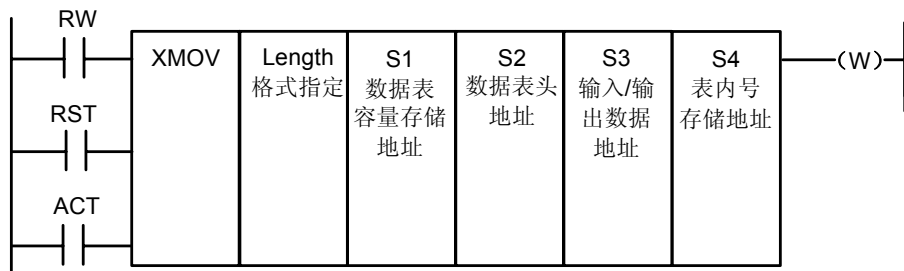 RW
RST
ACT
XMOV
Length
格式指定
S1
数据表
容量存储
地址
S2
数据表头
地址
S3
输入/输
出数据
地址
S4
表内号
存储地址
(W)